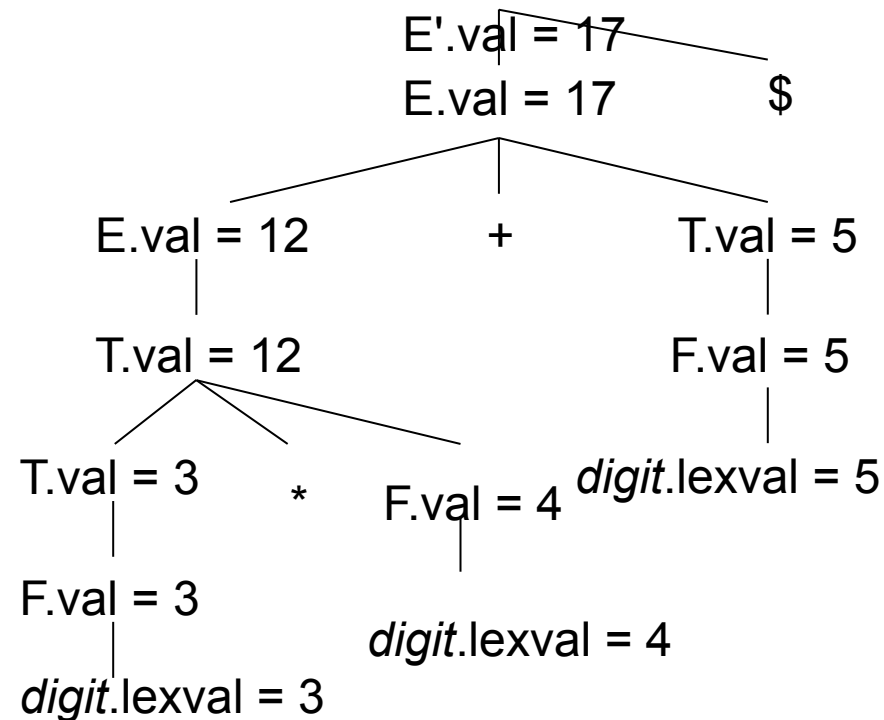 E'.val = 17
E.val = 17 $
E.val = 12 + T.val = 5
T.val = 12 F.val = 5
T.val = 3 * F.val = 4 digit.lexval = 5
F.val = 3
digit.lexval = 4
digit.lexval = 3